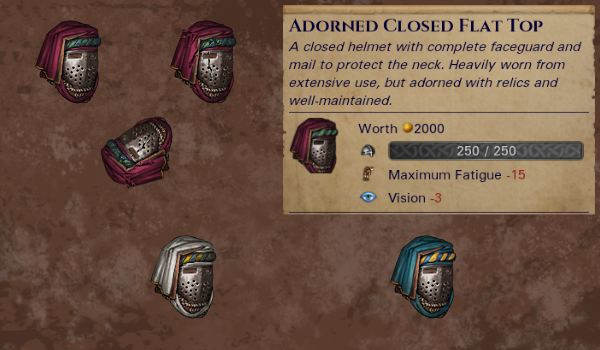 Adorned Closed Flat Top
A closed helmet with complete faceguard and
mail to protect the neck. Heavily worn from
extensive use, but adorned with relics and
well-maintained.
Worth 2000
250 / 250
Maximum Fatigue -15
Vision -3